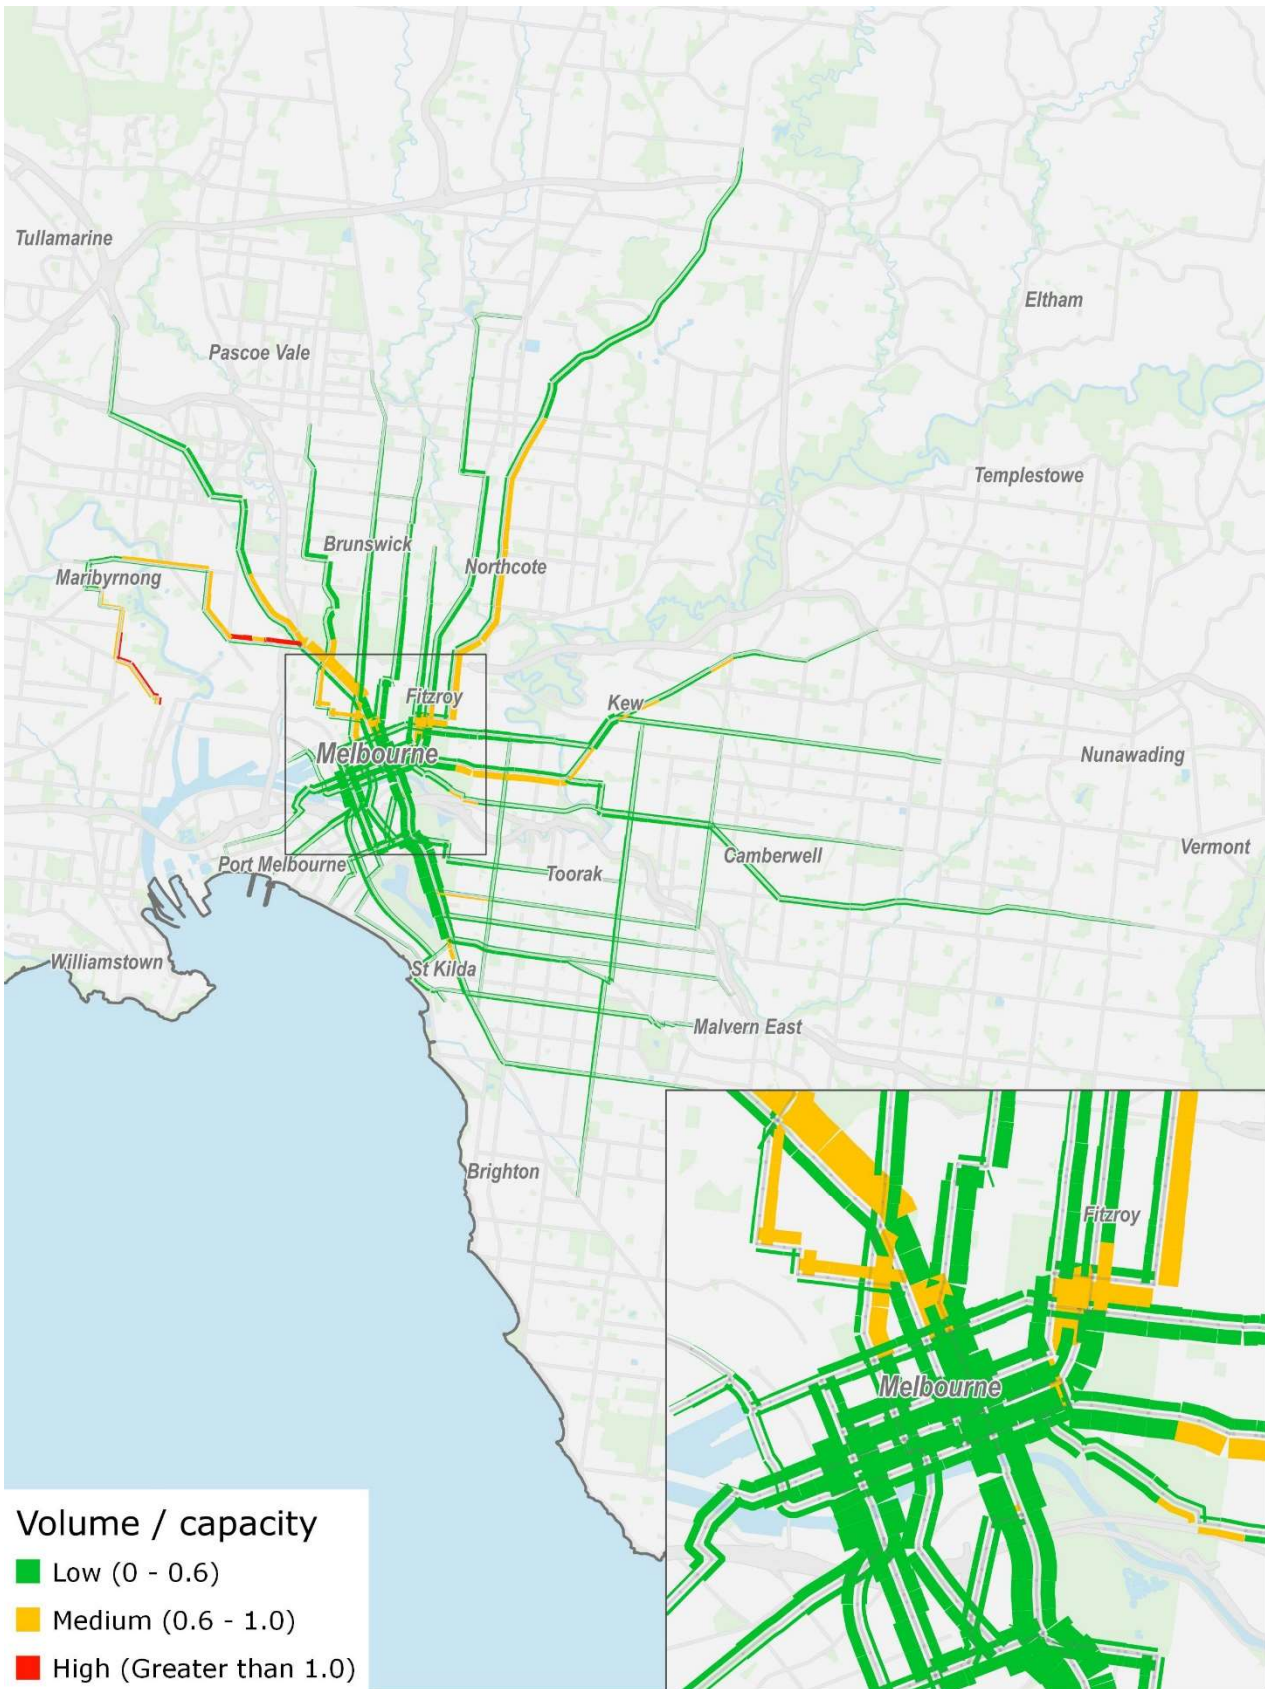 Tullamarine
Eltham
Pascoe Vale
Templestowe
Brunswick
Northcote
Maribyrnong
Fitzroy
Kew
Melbourne
Nunawading
Port Melbourne
Toorak
Camberwell
Vermont
Williamstown
St Kilda
Malvern East
Brighton
Fitzroy
Melbourne
Volume / capacity
Low (0 - 0.6)
Medium (0.6 - 1.0)
High (Greater than 1.0)